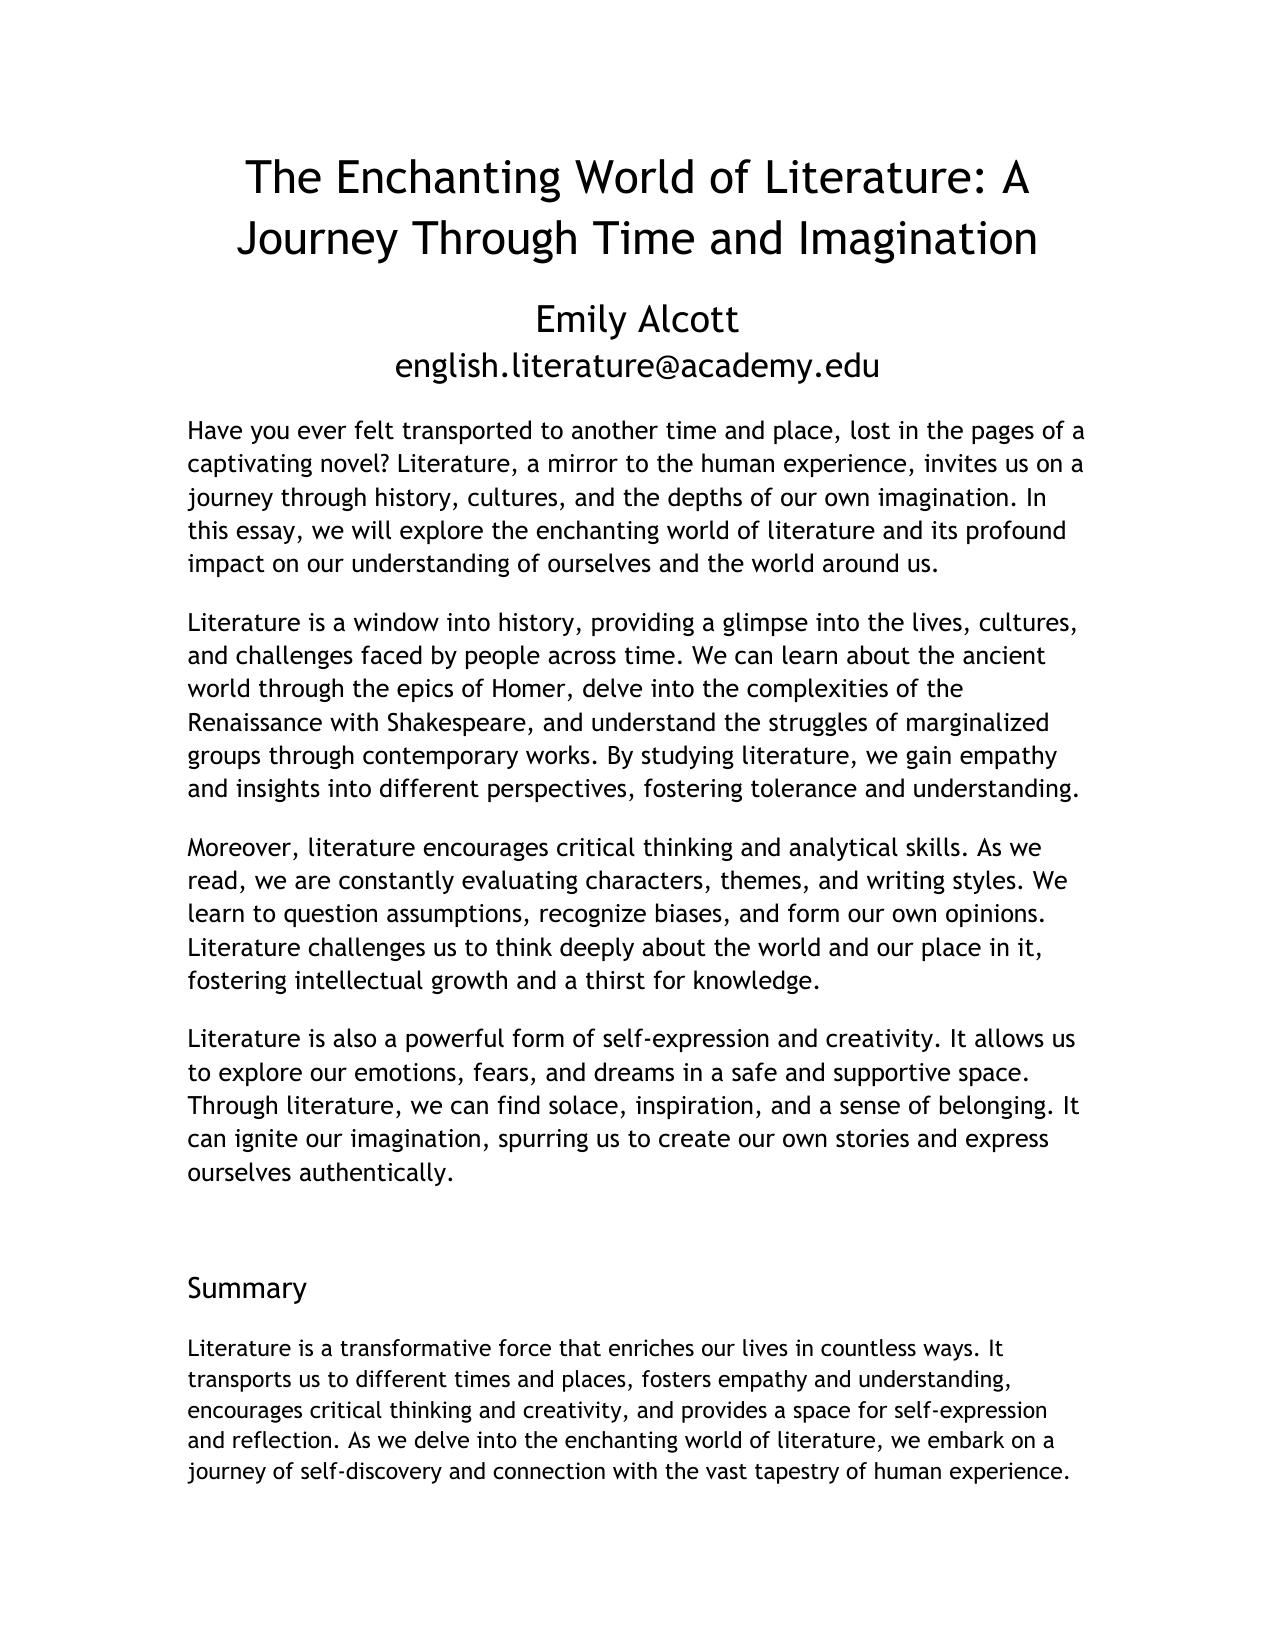 The Enchanting World of Literature: A
Journey Through Time and Imagination
Emily Alcott
english.literature@academy.edu
Have you ever felt transported to another time and place, lost in the pages of a
captivating novel? Literature, a mirror to the human experience, invites us on a
journey through history, cultures, and the depths of our own imagination. In
this essay, we will explore the enchanting world of literature and its profound
impact on our understanding of ourselves and the world around us.
Literature is a window into history, providing a glimpse into the lives, cultures,
and challenges faced by people across time. We can learn about the ancient
world through the epics of Homer, delve into the complexities of the
Renaissance with Shakespeare, and understand the struggles of marginalized
groups through contemporary works. By studying literature, we gain empathy
and insights into different perspectives, fostering tolerance and understanding.
Moreover, literature encourages critical thinking and analytical skills. As we
read, we are constantly evaluating characters, themes, and writing styles. We
learn to question assumptions, recognize biases, and form our own opinions.
Literature challenges us to think deeply about the world and our place in it,
fostering intellectual growth and a thirst for knowledge.
Literature is also a powerful form of self-expression and creativity. It allows us
to explore our emotions, fears, and dreams in a safe and supportive space.
Through literature, we can find solace, inspiration, and a sense of belonging. It
can ignite our imagination, spurring us to create our own stories and express
ourselves authentically.
Summary
Literature is a transformative force that enriches our lives in countless ways. It
transports us to different times and places, fosters empathy and understanding,
encourages critical thinking and creativity, and provides a space for self-expression
and reflection. As we delve into the enchanting world of literature, we embark on a
journey of self-discovery and connection with the vast tapestry of human experience.